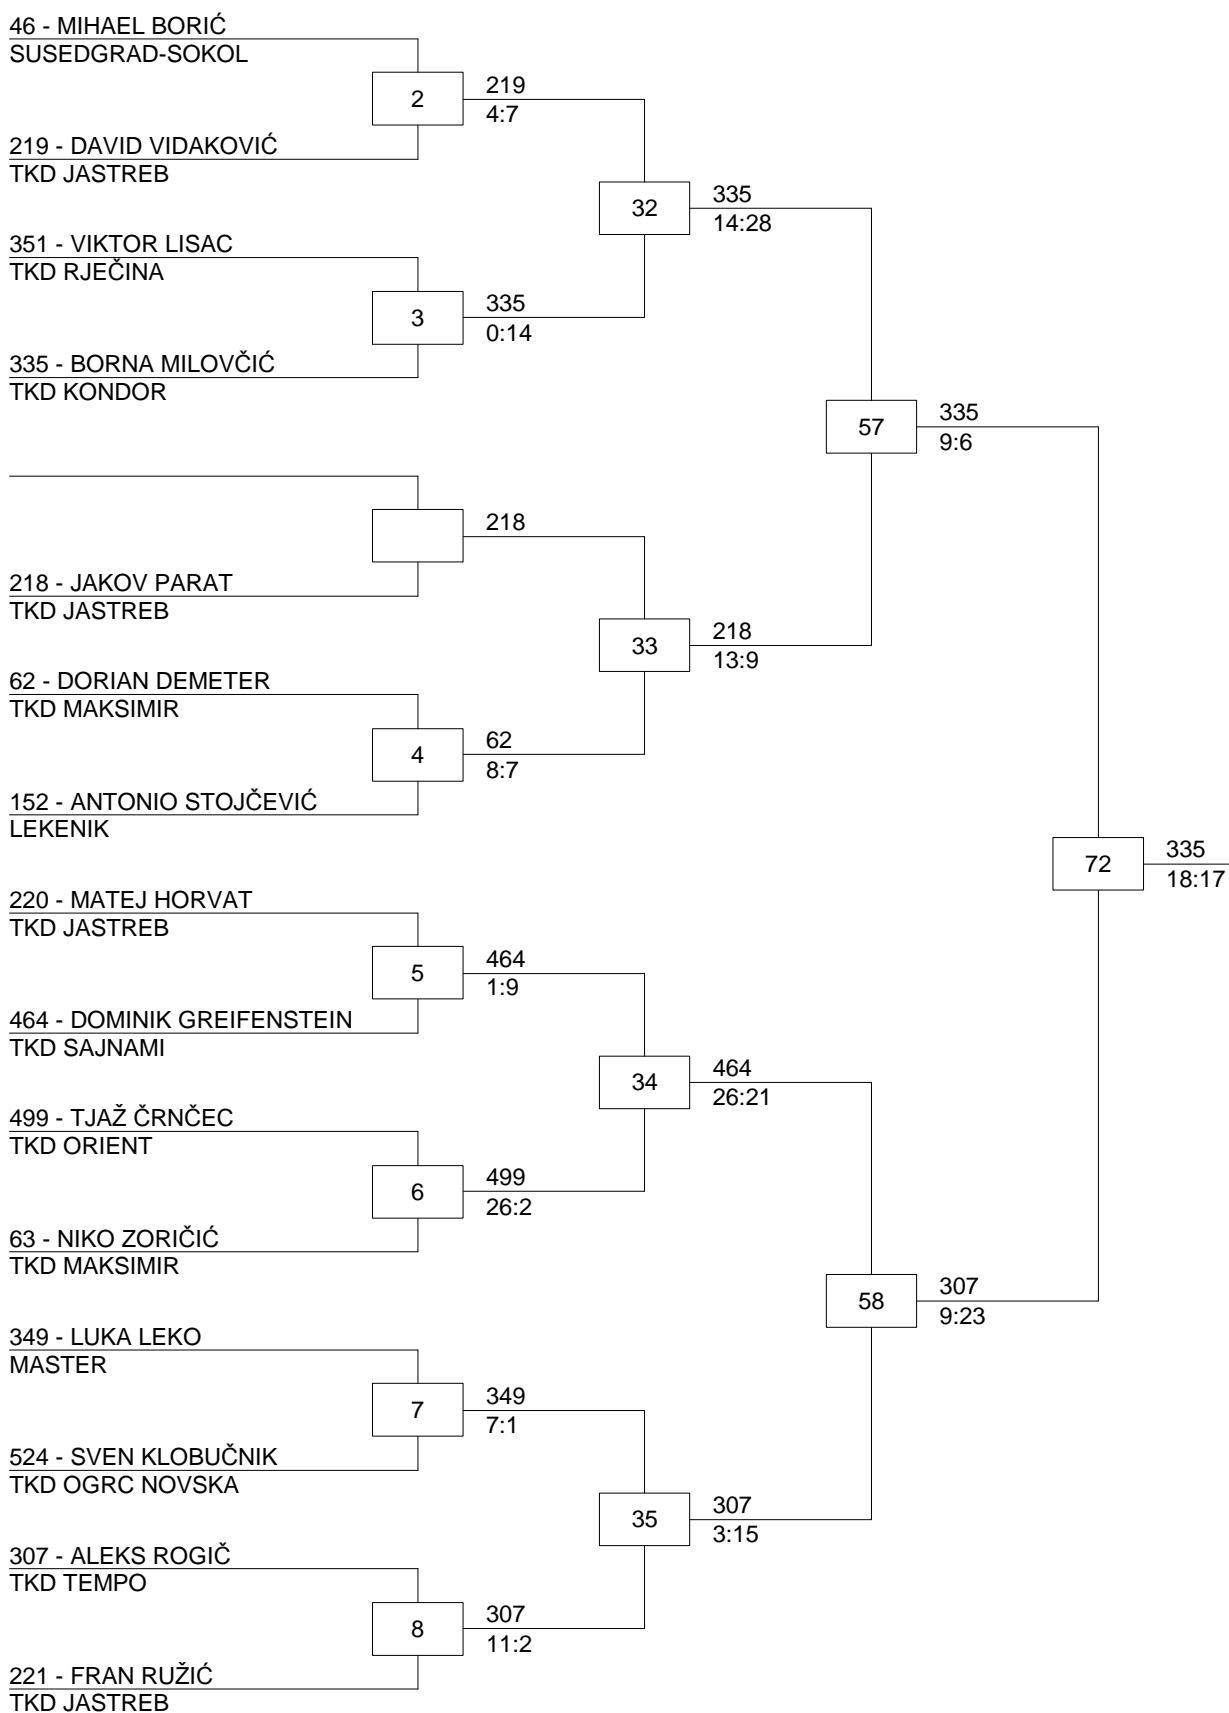 46 - MIHAEL BORIĆ
SUSEDGRAD-SOKOL
2
219
4:7
219 - DAVID VIDAKOVIĆ
TKD JASTREB
32
335
14:28
351 - VIKTOR LISAC
TKD RJEČINA
3
335
0:14
335 - BORNA MILOVČIĆ
TKD KONDOR
57
335
9:6
218
218 - JAKOV PARAT
TKD JASTREB
33
218
13:9
62 - DORIAN DEMETER
TKD MAKSIMIR
4
62
8:7
152 - ANTONIO STOJČEVIĆ
LEKENIK
72
335
18:17
220 - MATEJ HORVAT
TKD JASTREB
5
464
1:9
464 - DOMINIK GREIFENSTEIN
TKD SAJNAMI
34
464
26:21
499 - TJAŽ ČRNČEC
TKD ORIENT
6
499
26:2
63 - NIKO ZORIČIĆ
TKD MAKSIMIR
58
307
9:23
349 - LUKA LEKO
MASTER
7
349
7:1
524 - SVEN KLOBUČNIK
TKD OGRC NOVSKA
35
307
3:15
307 - ALEKS ROGIČ
TKD TEMPO
8
307
11:2
221 - FRAN RUŽIĆ
TKD JASTREB